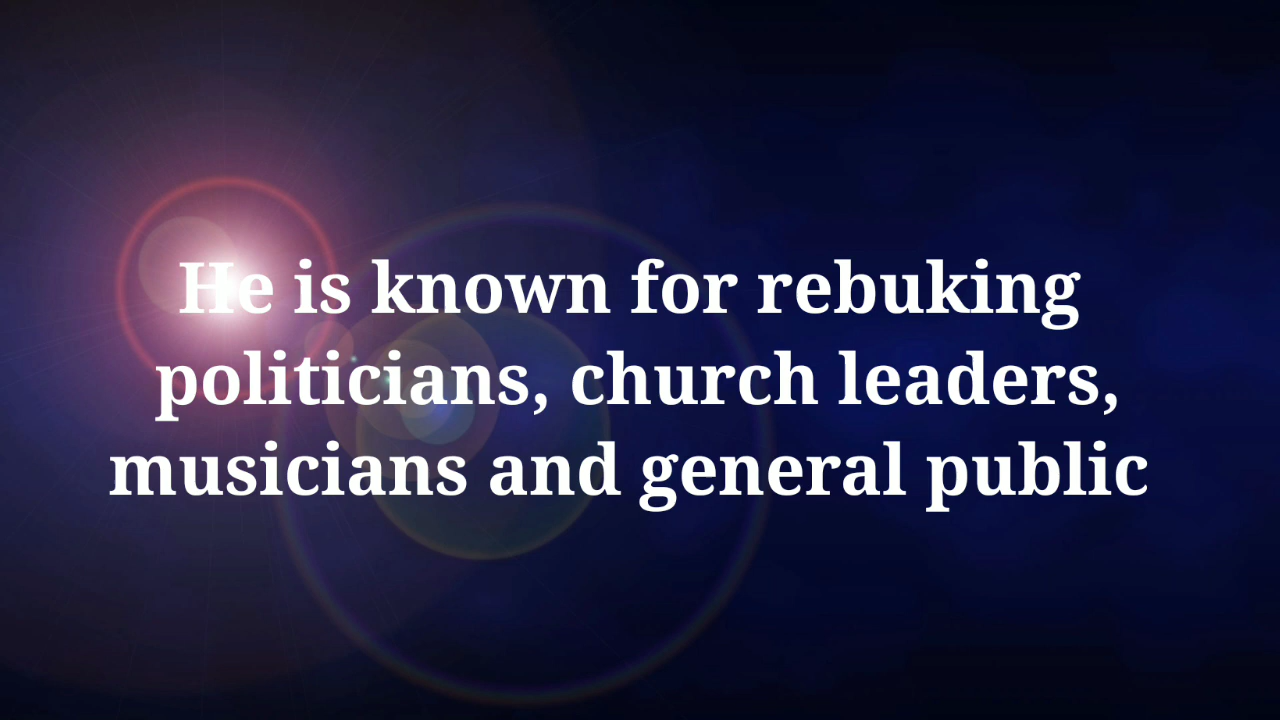 He is known for rebuking
politicians, church leaders,
musicians and general public